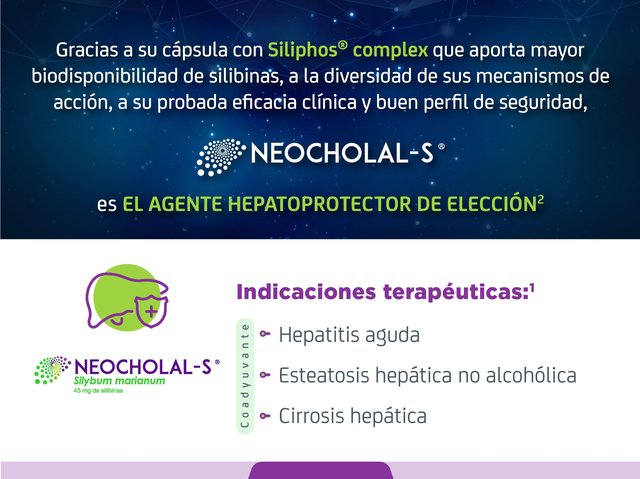 Gracias a su cápsula con Siliphos® complex que aporta mayor
biodisponibilidad de silibinas, a la diversidad de sus mecanismos de
acción, a su probada eficacia clínica y buen perfil de seguridad,
NEOCHOLAL-S®
es EL AGENTE HEPATOPROTECTOR DE ELECCIÓN²
Indicaciones terapéuticas:¹
Coadyuvante
Hepatitis aguda
Esteatosis hepática no alcohólica
Cirrosis hepática
NEOCHOLAL-S®
Silybum marianum
45 mg de silibinas